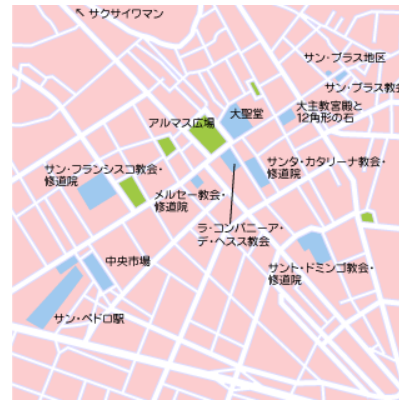 ↖ サクサイワマン
サン・ブラス地区
サン・ブラス教会
大聖堂
大主教宮殿と
12角形の石
アルマス広場
サン・フランシスコ教会・
修道院
サンタ・カタリーナ教会・
修道院
メルセー教会・
修道院
ラ・コンパニーア・
デ・ヘスス教会
中央市場
サント・ドミンゴ教会・
修道院
サン・ペドロ駅